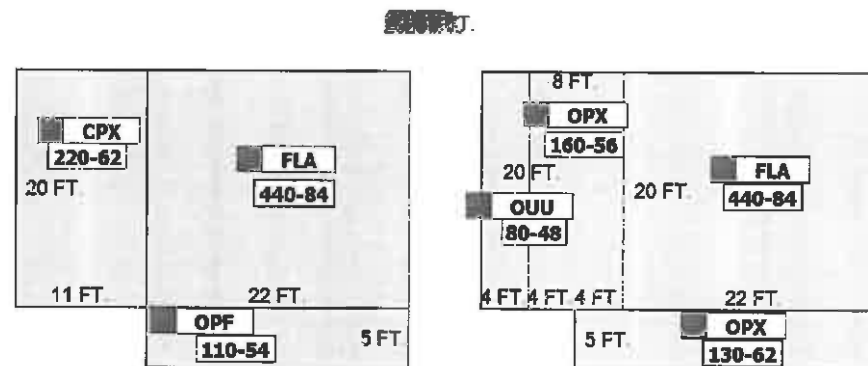 8 FT.
CPX
220-62
FLA
440-84
20 FT.
11 FT.
22 FT.
OPF
110-54
5 FT.
OPX
160-56
20 FT.
OUU
80-48
20 FT.
FLA
440-84
4 FT.
4 FT.
4 FT.
22 FT.
5 FT.
OPX
130-62